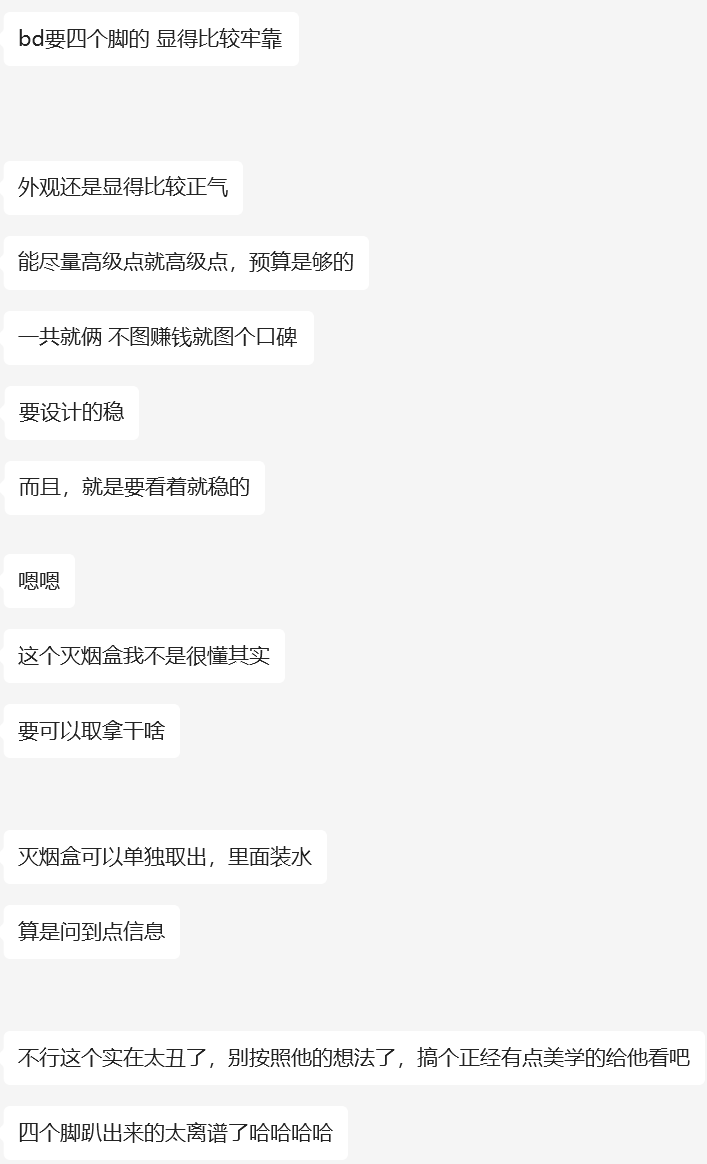 bd要四个脚的 显得比较牢靠
外观还是显得比较正气
能尽量高级点就高级点，预算是够的
一共就俩 不图赚钱就图个口碑
要设计的稳
而且，就是要看着就稳的
嗯嗯
这个灭烟盒我不是很懂其实
要可以取拿干啥
灭烟盒可以单独取出，里面装水
算是问到点信息
不行这个实在太丑了，别按照他的想法了，搞个正经有点美学的给他看吧
四个脚趴出来的太离谱了哈哈哈哈